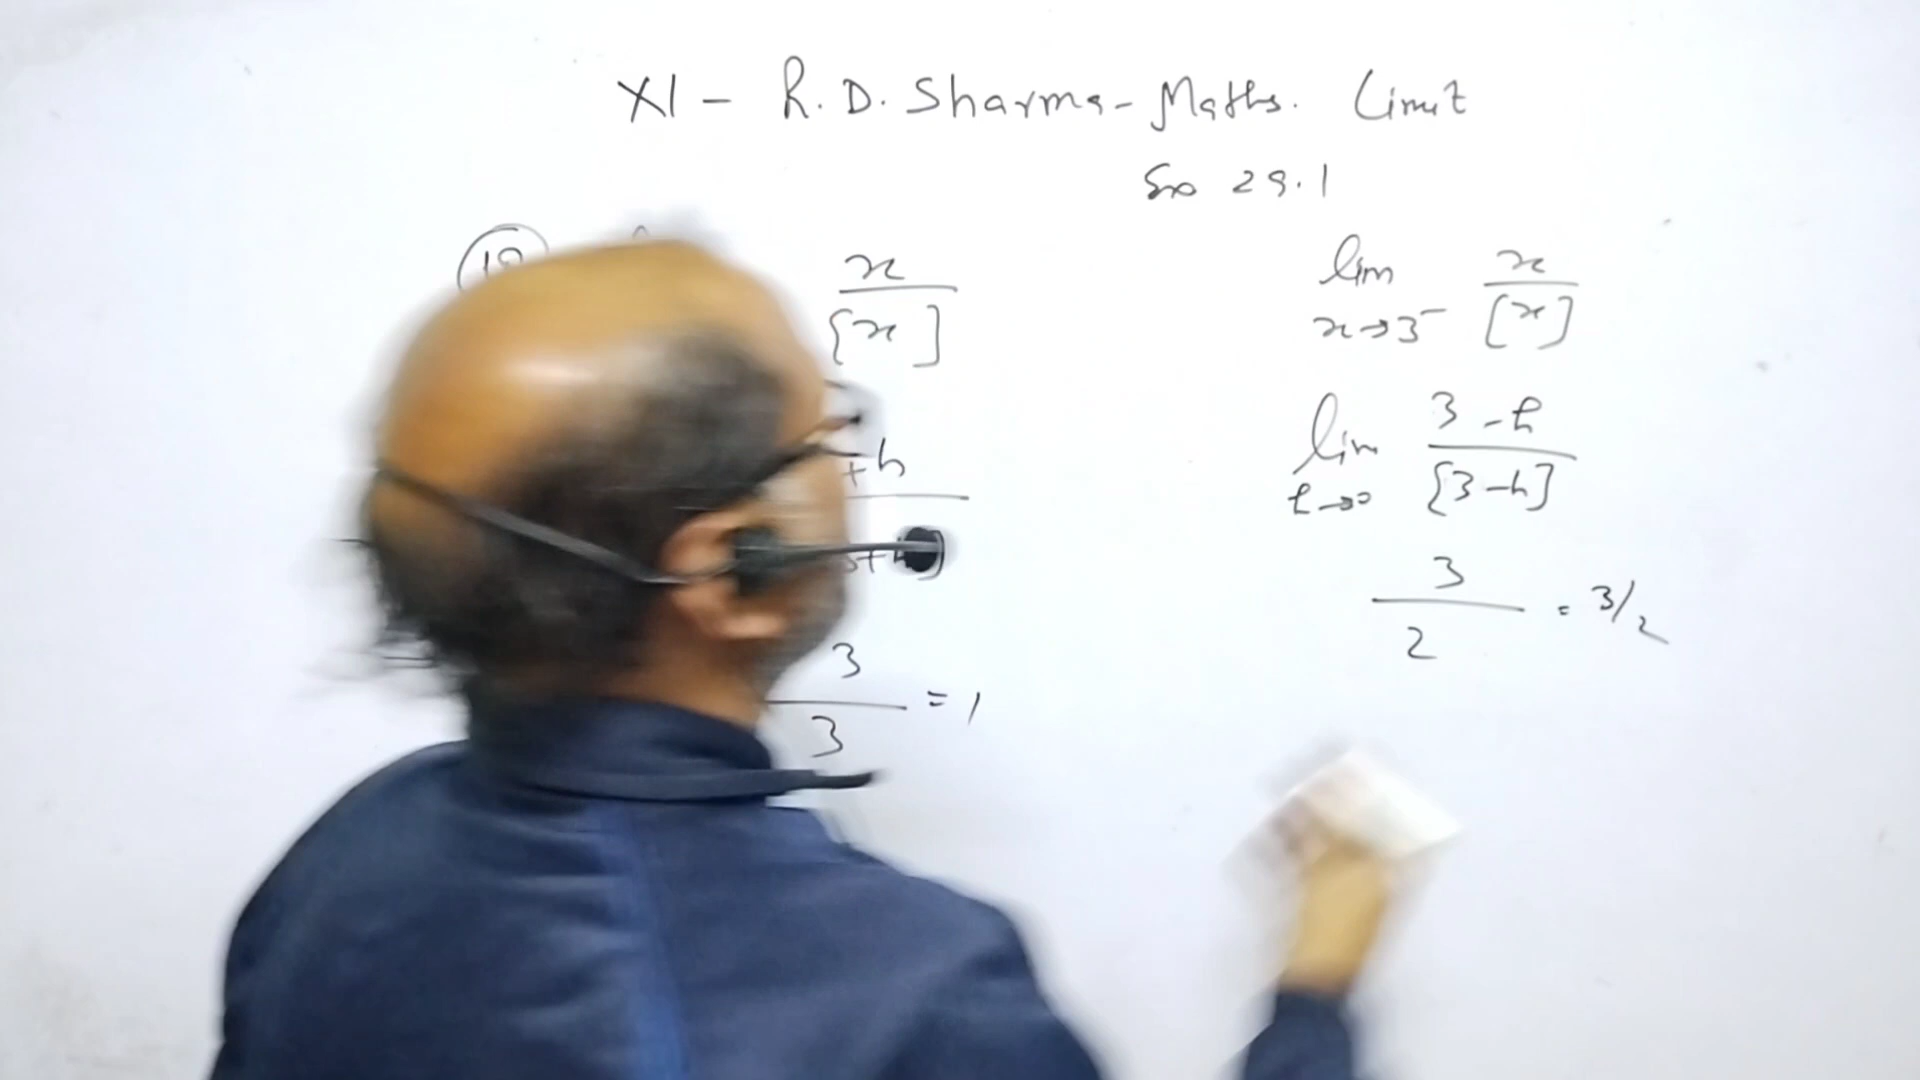 XI - R.D. Sharma - Maths. Limit
Ex 29.1
x
[x]
+h
3
3
= 1
lim x→3⁻ x/[x]
lim h→0 3-h/[3-h]
3/2 = 3/2